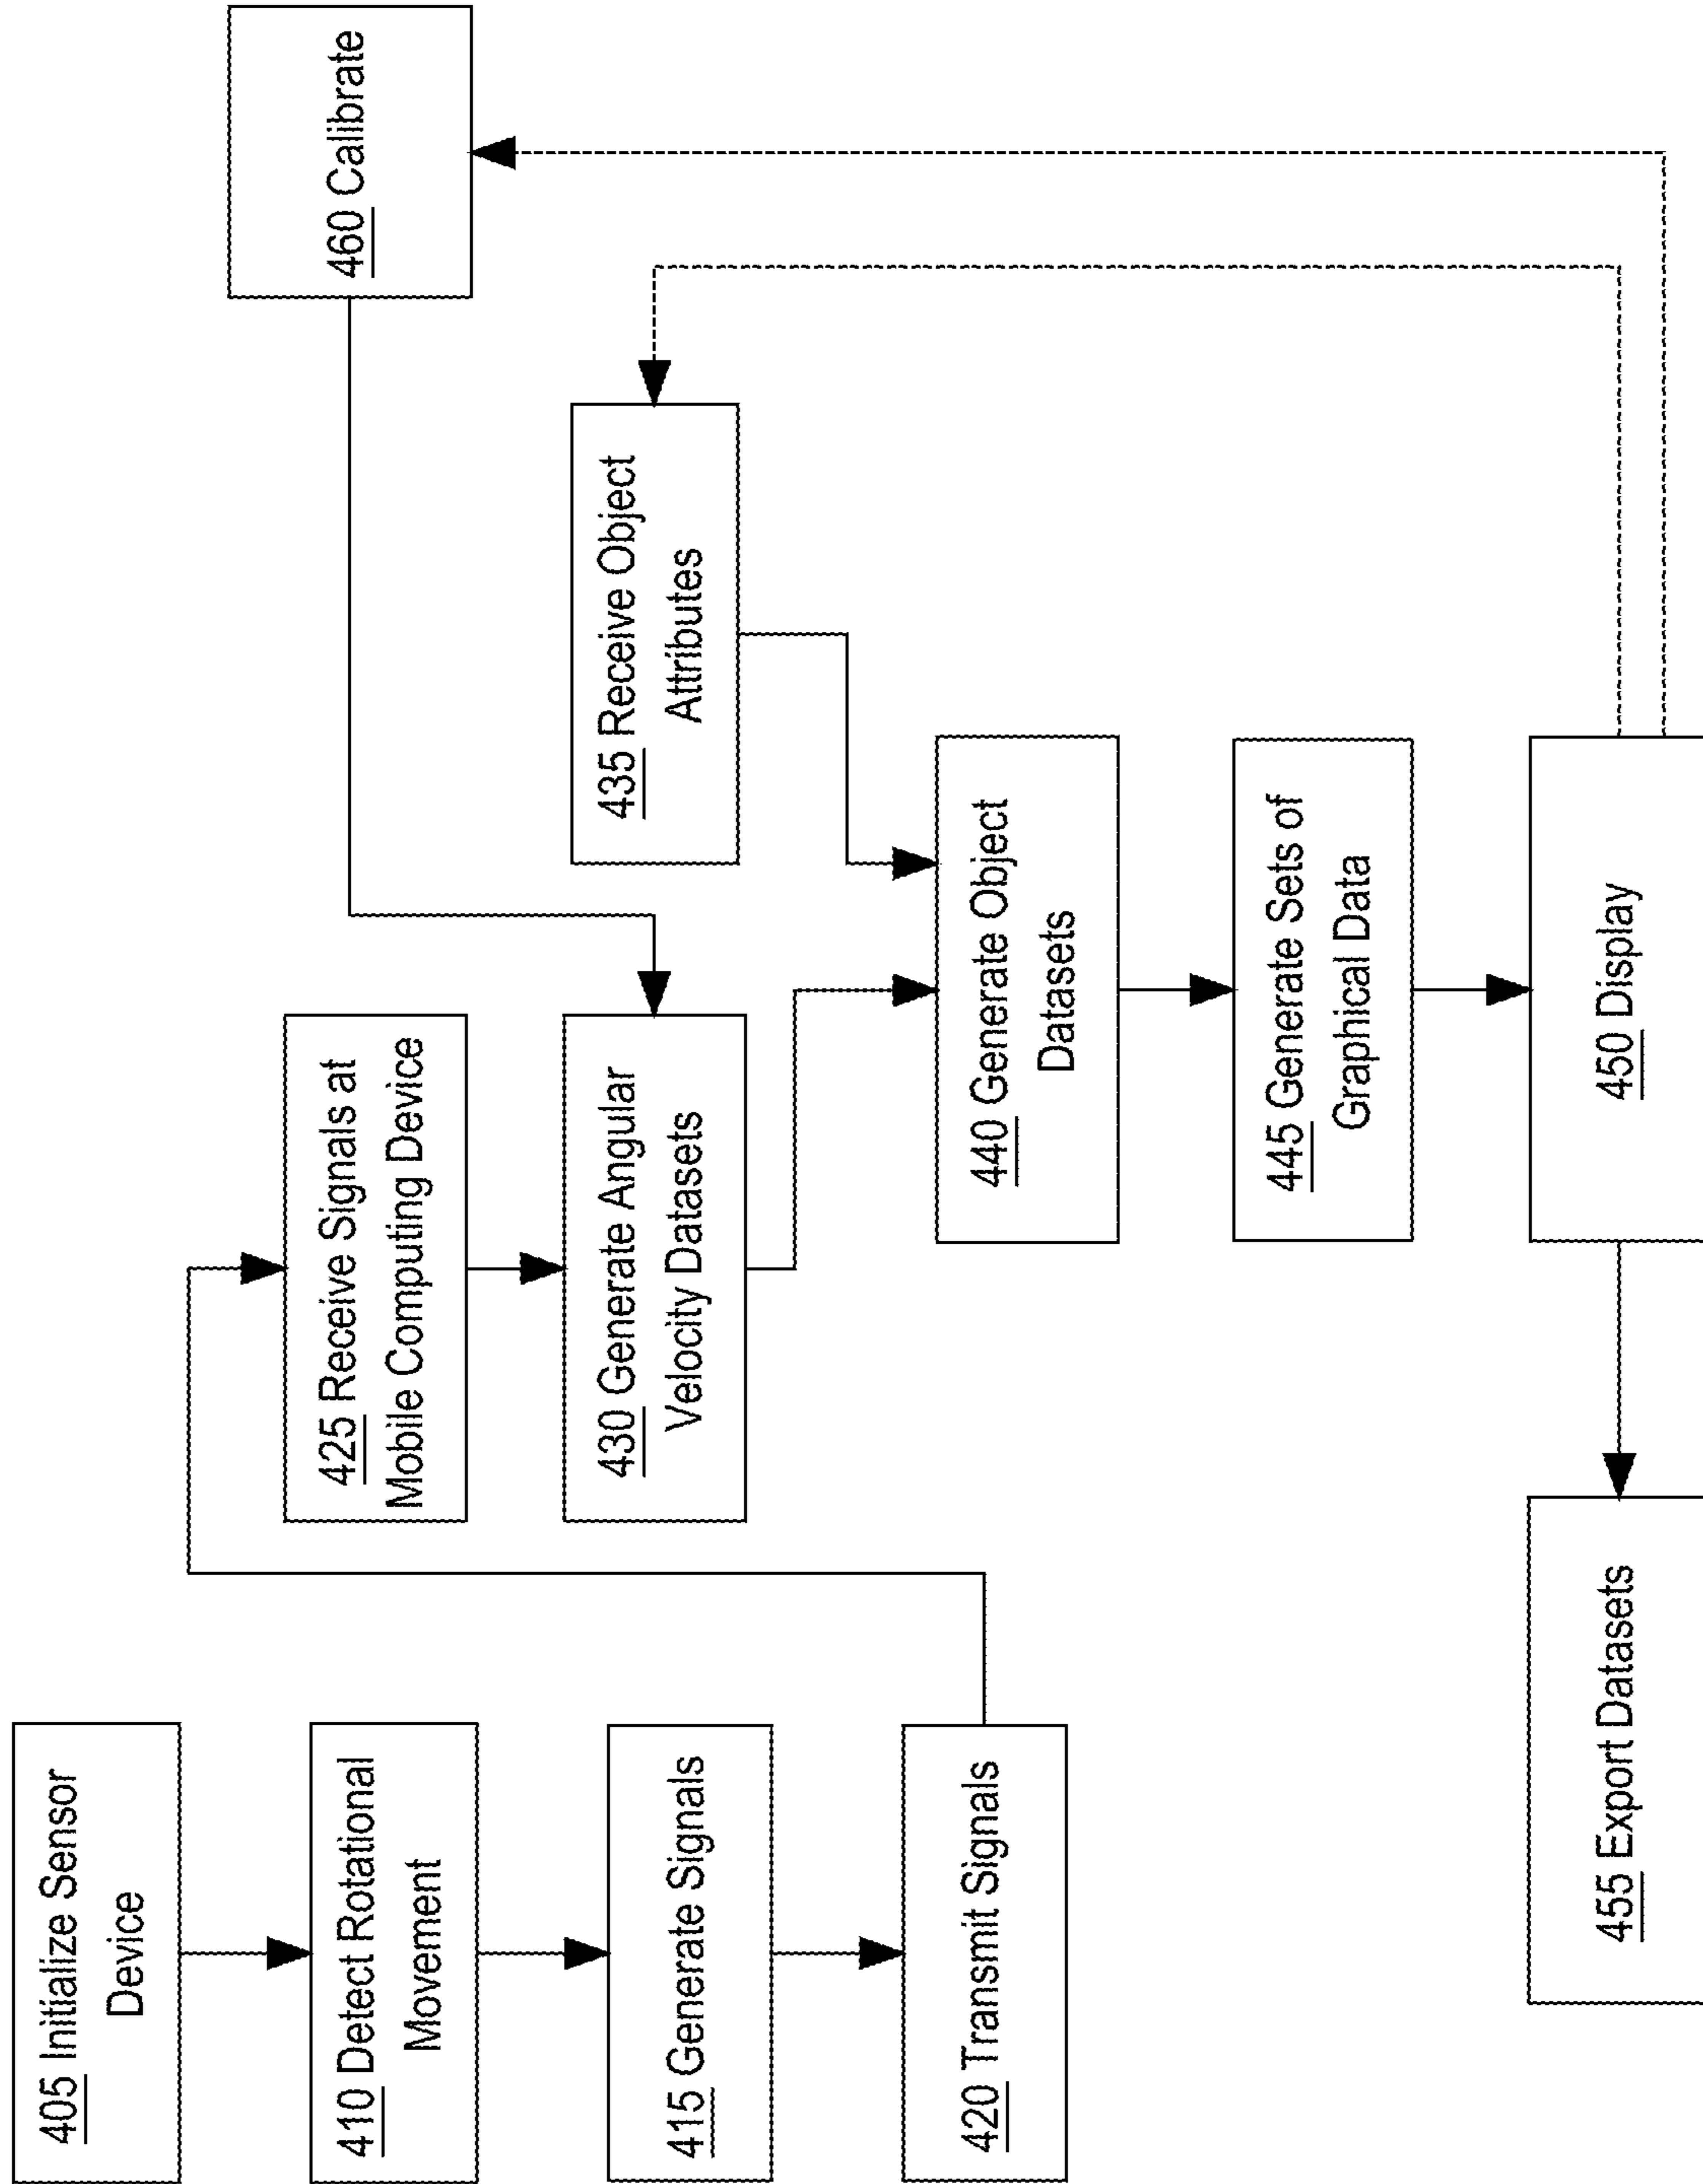 405 Initialize Sensor
Device
410 Detect Rotational
Movement
415 Generate Signals
420 Transmit Signals
425 Receive Signals at
Mobile Computing Device
430 Generate Angular
Velocity Datasets
435 Receive Object
Attributes
440 Generate Object
Datasets
445 Generate Sets of
Graphical Data
450 Display
455 Export Datasets
460 Calibrate